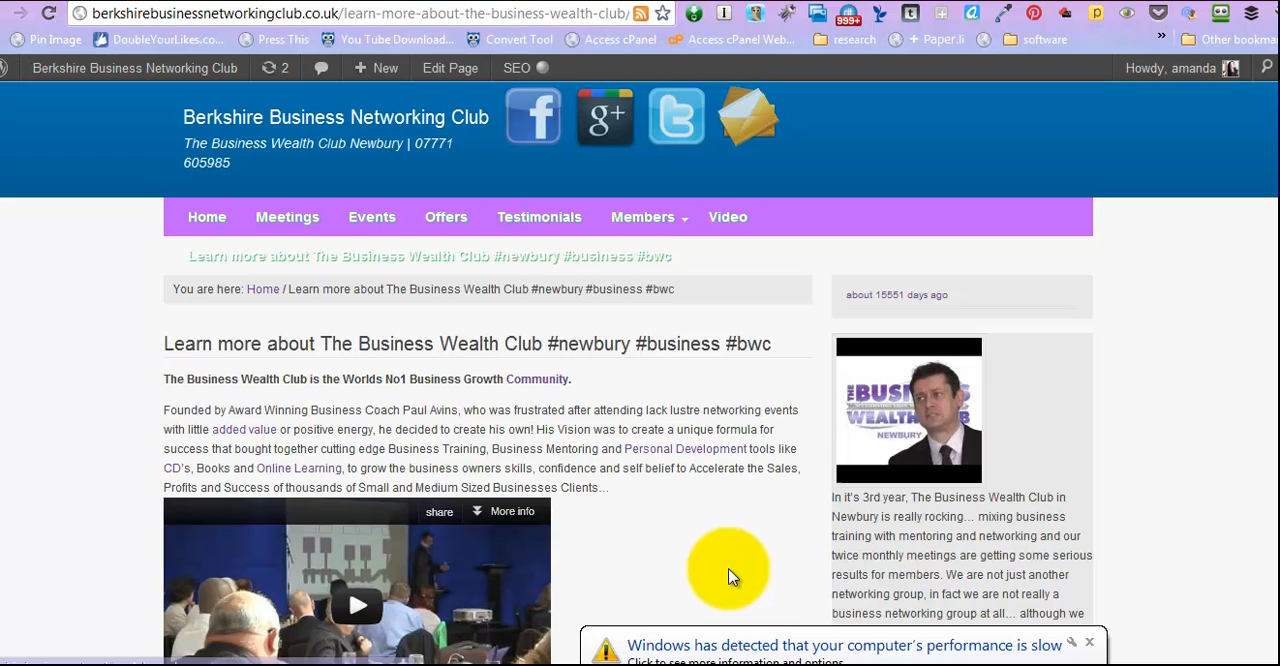 berkshirebusinessnetworkingclub.co.uk/learn-more-about-the-business-wealth-club/
999+
Pin Image DoubleYourLikes.co... Press This You Tube Download... Convert Tool Access cPanel Access cPanel Web... research + Paper.li software » Other bookma
Berkshire Business Networking Club 2 + New Edit Page SEO Howdy, amanda
Berkshire Business Networking Club
The Business Wealth Club Newbury | 07771
605985
f g+ t
Home Meetings Events Offers Testimonials Members Video
Learn more about The Business Wealth Club #newbury #business #bwc
You are here: Home / Learn more about The Business Wealth Club #newbury #business #bwc
about 15551 days ago
Learn more about The Business Wealth Club #newbury #business #bwc
The Business Wealth Club is the Worlds No1 Business Growth Community.
Founded by Award Winning Business Coach Paul Avins, who was frustrated after attending lack lustre networking events
with little added value or positive energy, he decided to create his own! His Vision was to create a unique formula for
success that bought together cutting edge Business Training, Business Mentoring and Personal Development tools like
CD's, Books and Online Learning, to grow the business owners skills, confidence and self belief to Accelerate the Sales,
Profits and Success of thousands of Small and Medium Sized Businesses Clients…
share More info
THE BUSINESS
WEALTH CLUB
NEWBURY
In it's 3rd year, The Business Wealth Club in
Newbury is really rocking… mixing business
training with mentoring and networking and our
twice monthly meetings are getting some serious
results for members. We are not just another
networking group, in fact we are not really a
business networking group at all… although we
Windows has detected that your computer's performance is slow
Click to see more information and options